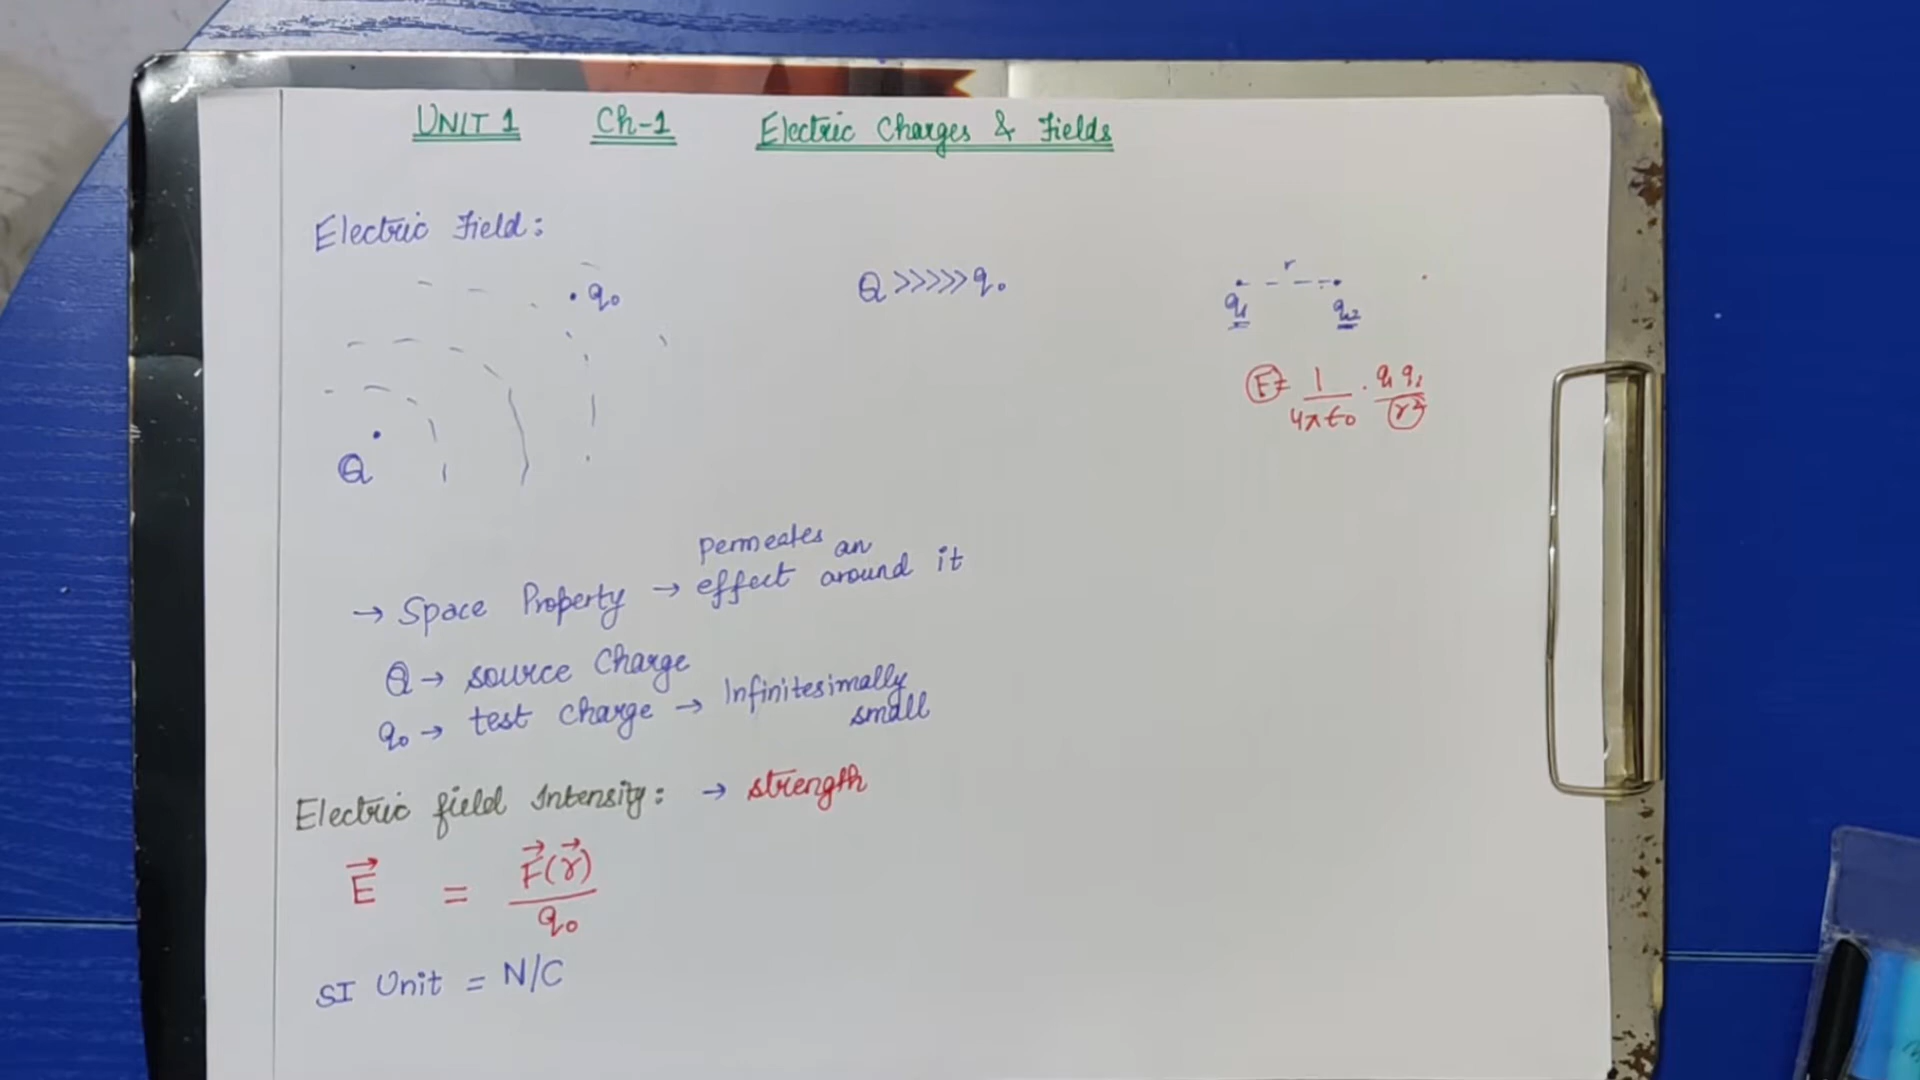 UNIT 1 Ch-1 Electric Charges & Fields
Electric Field:
q₀
Q >>>>> q₀
r
q₁ q₂
F = 1/4πε₀ · q₁q₂/r²
Q
→ Space Property → permeates an
effect around it
Q → source charge
q₀ → test charge → Infinitesimally
small
Electric field Intensity: → strength
E⃗ = F⃗(r⃗)/q₀
SI Unit = N/C